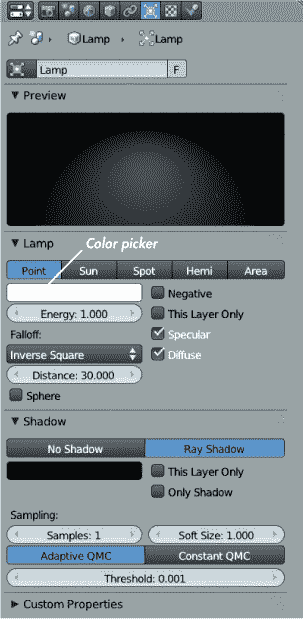 Lamp Lamp
Lamp F
Preview
Lamp
Color picker
Point Sun Spot Hemi Area
Negative
Energy: 1.000 This Layer Only
Falloff: Specular
Inverse Square Diffuse
Distance: 30.000
Sphere
Shadow
No Shadow Ray Shadow
This Layer Only
Only Shadow
Sampling:
Samples: 1 Soft Size: 1.000
Adaptive QMC Constant QMC
Threshold: 0.001
Custom Properties